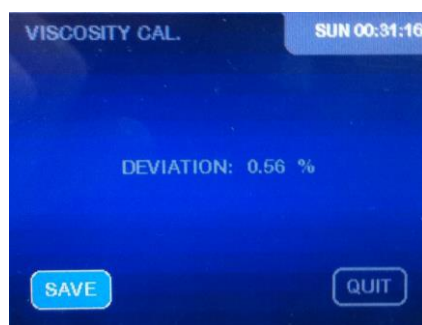 VISCOSITY CAL.
SUN 00:31:16
DEVIATION: 0.56 %
SAVE
QUIT